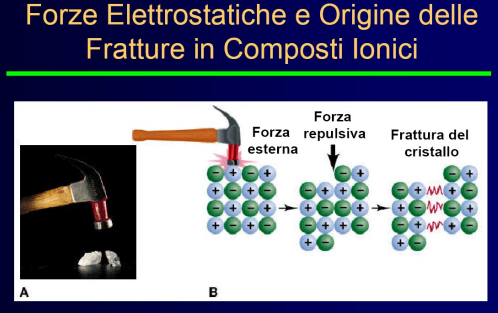 Forze Elettrostatiche e Origine delle
Fratture in Composti Ionici
Forza
esterna
Forza
repulsiva
Frattura del
cristallo
- + - +
+ - + -
- + - +
+ - + -
- +
+ - + -
- + - +
+ - + -
+ -
+ -
- +
+ -
- +
+ -
- +
+ -
- +
+ -
A
B